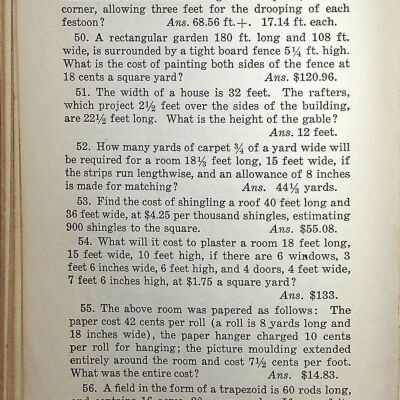 corner, allowing three feet for the drooping of each
festoon? Ans. 68.56 ft.+. 17.14 ft. each.
50. A rectangular garden 180 ft. long and 108 ft.
wide, is surrounded by a tight board fence 5¼ ft. high.
What is the cost of painting both sides of the fence at
18 cents a square yard? Ans. $120.96.
51. The width of a house is 32 feet. The rafters,
which project 2½ feet over the sides of the building,
are 22½ feet long. What is the height of the gable?
Ans. 12 feet.
52. How many yards of carpet ¾ of a yard wide will
be required for a room 18⅓ feet long, 15 feet wide, if
the strips run lengthwise, and an allowance of 8 inches
is made for matching? Ans. 44⅓ yards.
53. Find the cost of shingling a roof 40 feet long and
36 feet wide, at $4.25 per thousand shingles, estimating
900 shingles to the square. Ans. $55.08.
54. What will it cost to plaster a room 18 feet long,
15 feet wide, 10 feet high, if there are 6 windows, 3
feet 6 inches wide, 6 feet high, and 4 doors, 4 feet wide,
7 feet 6 inches high, at $1.75 a square yard?
Ans. $133.
55. The above room was papered as follows: The
paper cost 42 cents per roll (a roll is 8 yards long and
18 inches wide), the paper hanger charged 10 cents
per roll for hanging; the picture moulding extended
entirely around the room and cost 7½ cents per foot.
What was the entire cost? Ans. $14.83.
56. A field in the form of a trapezoid is 60 rods long,